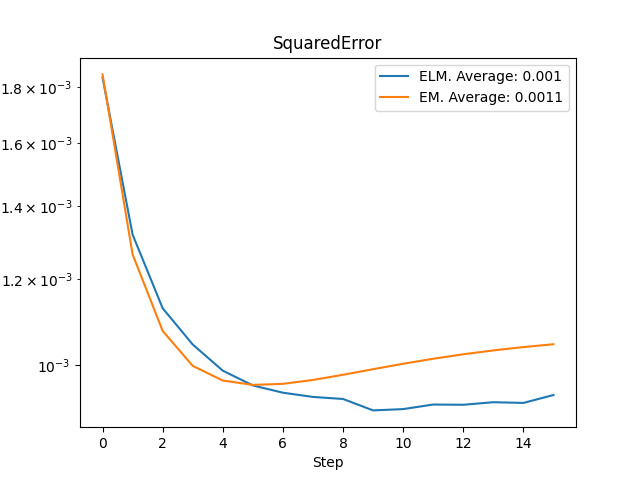 SquaredError
ELM. Average: 0.001
EM. Average: 0.0011
1.8 × 10⁻³
1.6 × 10⁻³
1.4 × 10⁻³
1.2 × 10⁻³
10⁻³
0 2 4 6 8 10 12 14
Step